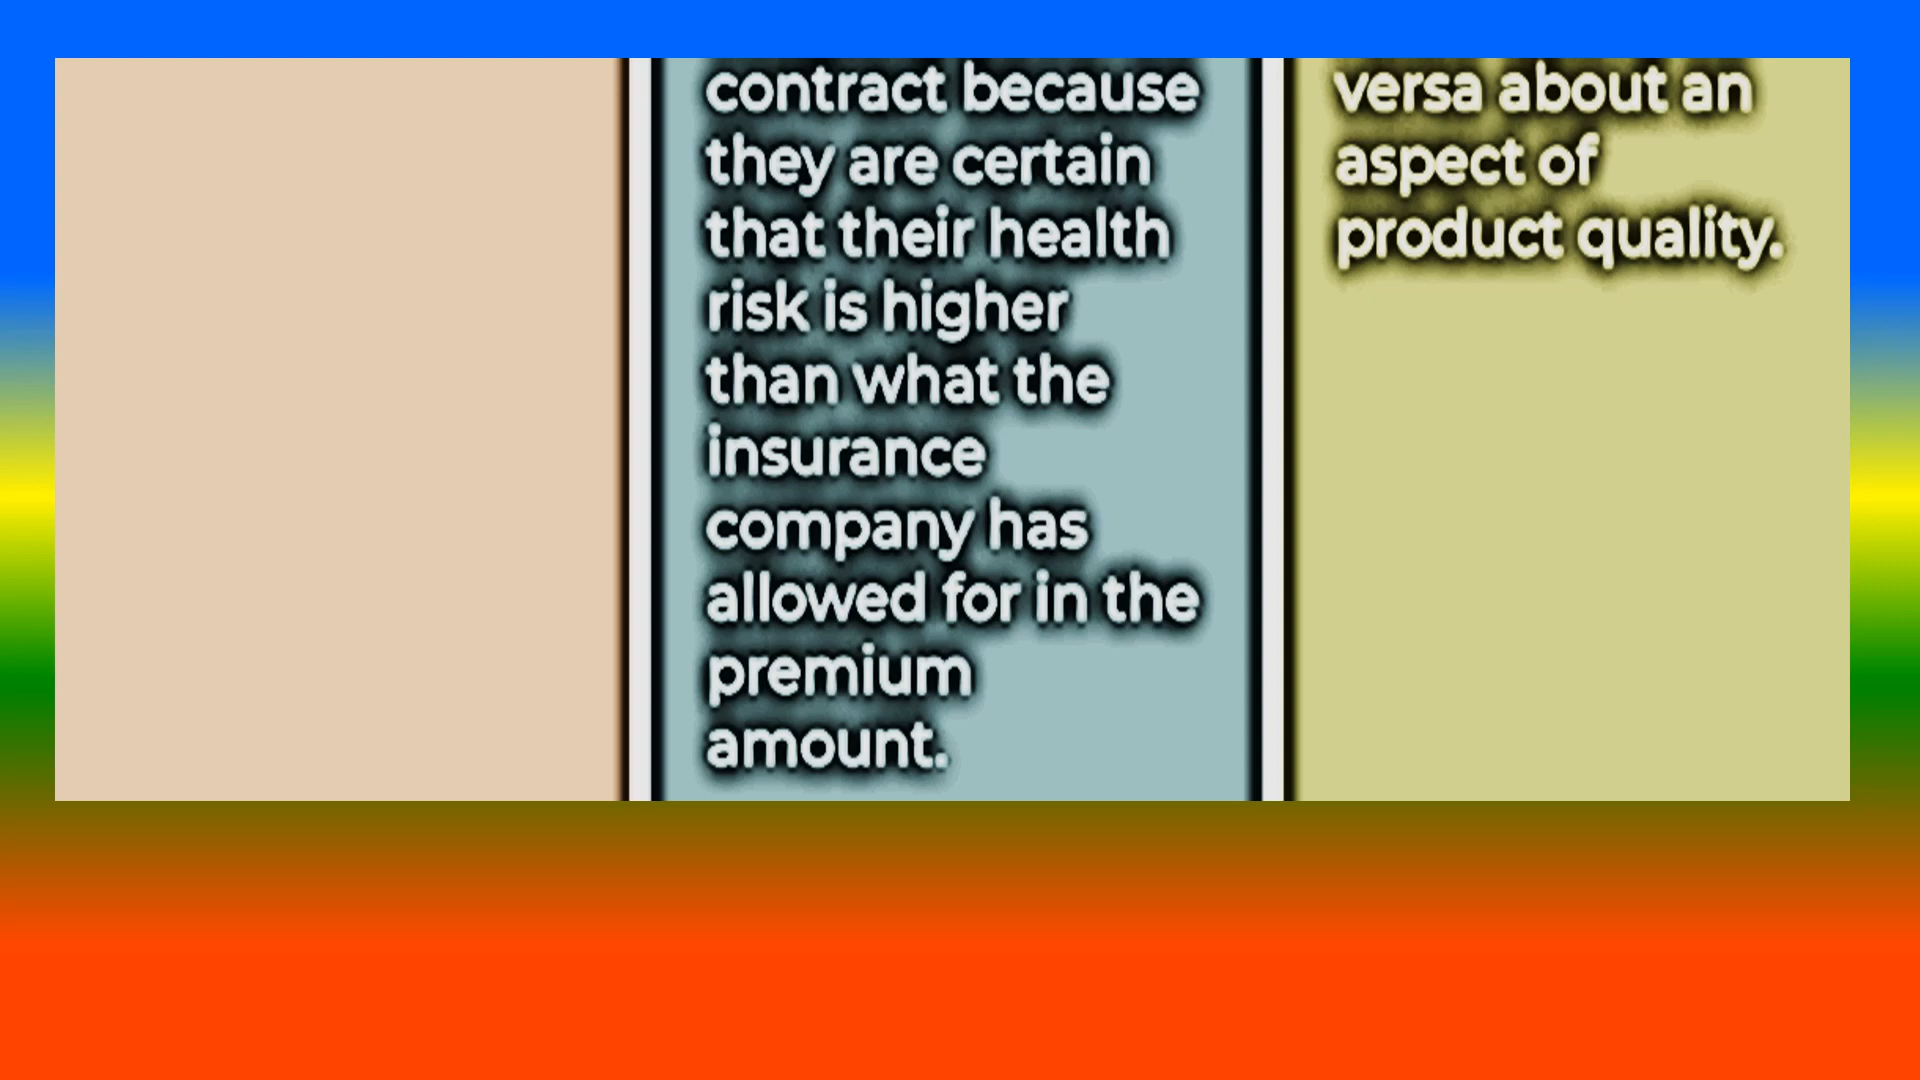 contract because
they are certain
that their health
risk is higher
than what the
insurance
company has
allowed for in the
premium
amount.
versa about an
aspect of
product quality.